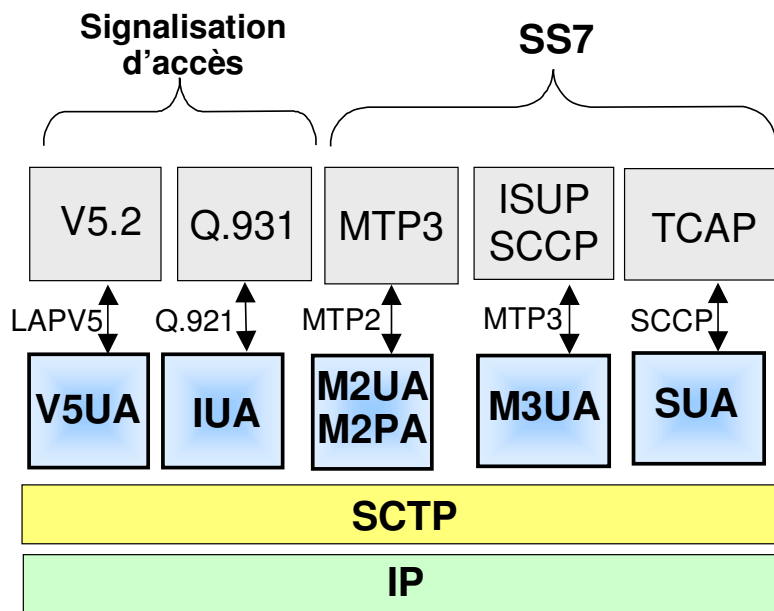 Signalisation
d'accès
SS7
V5.2
Q.931
MTP3
ISUP
SCCP
TCAP
LAPV5
Q.921
MTP2
MTP3
SCCP
V5UA
IUA
M2UA
M2PA
M3UA
SUA
SCTP
IP